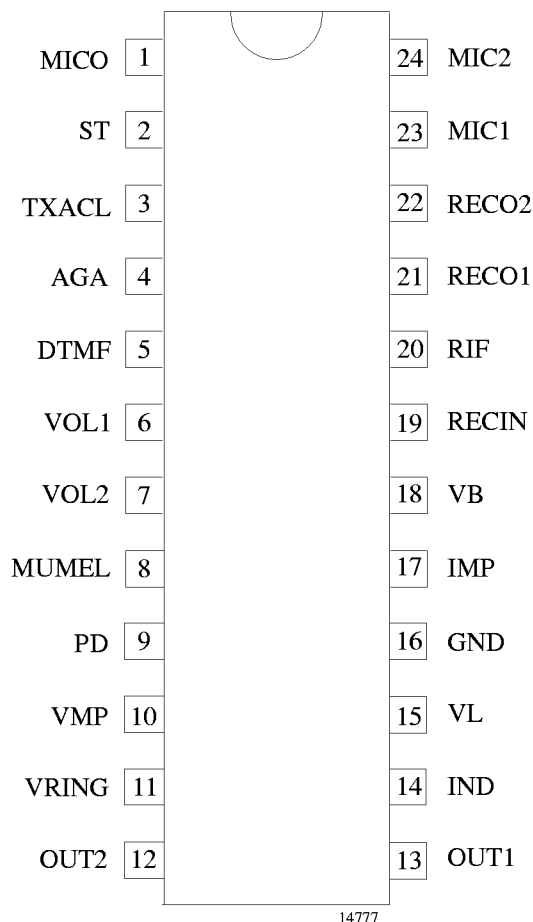 MICO 1 24 MIC2
ST 2 23 MIC1
TXACL 3 22 RECO2
AGA 4 21 RECO1
DTMF 5 20 RIF
VOL1 6 19 RECIN
VOL2 7 18 VB
MUMEL 8 17 IMP
PD 9 16 GND
VMP 10 15 VL
VRING 11 14 IND
OUT2 12 13 OUT1
14777